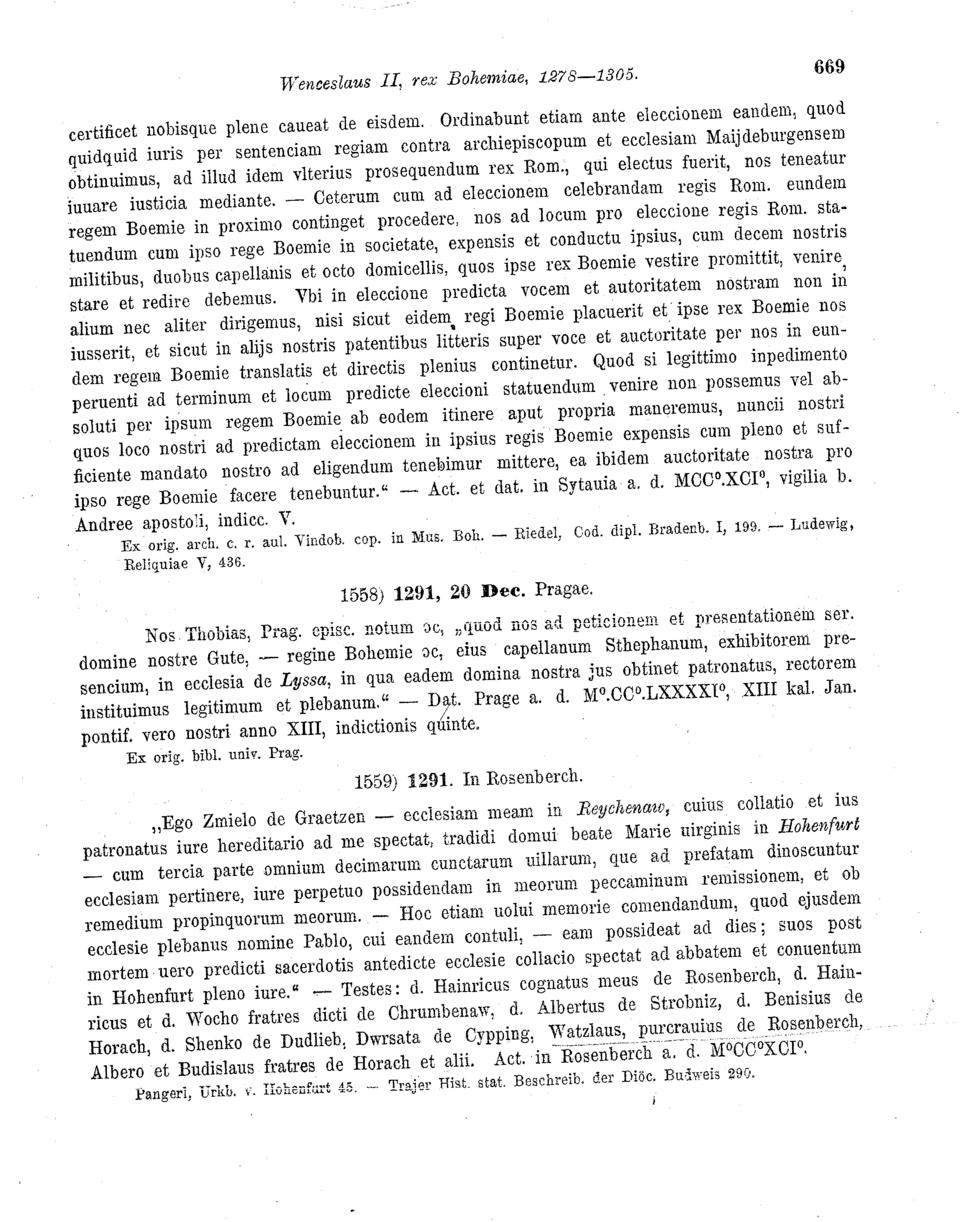 Wenceslaus II, rex Bohemiae, 1278—1305.
669
certificet nobisque plene caueat de eisdem. Ordinabunt etiam ante eleccionem eandem, quod
quidquid iuris per sentenciam regiam contra archiepiscopum et ecclesiam Maijdeburgensem
obtinuimus, ad illud idem vlterius prosequendum rex Rom., qui electus fuerit, nos teneatur
iuuare iusticia mediante. — Ceterum cum ad eleccionem celebrandam regis Rom. eundem
regem Boemie in proximo continget procedere, nos ad locum pro eleccione regis Rom. sta-
tuendum cum ipso rege Boemie in societate, expensis et conductu ipsius, cum decem nostris
militibus, duobus capellanis et octo domicellis, quos ipse rex Boemie vestire promittit, venire,
stare et redire debemus. Vbi in eleccione predicta vocem et autoritatem nostram non in
alium nec aliter dirigemus, nisi sicut eidem regi Boemie placuerit et ipse rex Boemie nos
iusserit, et sicut in alijs nostris patentibus litteris super voce et auctoritate per nos in eun-
dem regem Boemie translatis et directis plenius continetur. Quod si legittimo inpedimento
peruenti ad terminum et locum predicte eleccioni statuendum venire non possemus vel ab-
soluti per ipsum regem Boemie ab eodem itinere aput propria maneremus, nuncii nostri
quos loco nostri ad predictam eleccionem in ipsius regis Boemie expensis cum pleno et suf-
ficiente mandato nostro ad eligendum tenebimur mittere, ea ibidem auctoritate nostra pro
ipso rege Boemie facere tenebuntur.“ — Act. et dat. in Sytauia a. d. MCC⁰.XCI⁰, vigilia b.
Andree apostoli, indicc. V.
Ex orig. arch. c. r. aul. Vindob. cop. in Mus. Boh. — Riedel, Cod. dipl. Bradenb. I, 199. — Ludewig,
Reliquiae V, 436.
1558) 1291, 20 Dec. Pragae.
Nos Thobias, Prag. episc. notum ꝛc, „quod nos ad peticionem et presentationem ser.
domine nostre Gute, — regine Bohemie ꝛc, eius capellanum Sthephanum, exhibitorem pre-
sencium, in ecclesia de Lyssa, in qua eadem domina nostra jus obtinet patronatus, rectorem
instituimus legitimum et plebanum.“ — Dat. Prage a. d. M⁰.CC⁰.LXXXXI⁰, XIII kal. Jan.
pontif. vero nostri anno XIII, indictionis quinte.
Ex orig. bibl. univ. Prag.
1559) 1291. In Rosenberch.
„Ego Zmielo de Graetzen — ecclesiam meam in Reychenaw, cuius collatio et ius
patronatus iure hereditario ad me spectat, tradidi domui beate Marie uirginis in Hohenfurt
— cum tercia parte omnium decimarum cunctarum uillarum, que ad prefatam dinoscuntur
ecclesiam pertinere, iure perpetuo possidendam in meorum peccaminum remissionem, et ob
remedium propinquorum meorum. — Hoc etiam uolui memorie comendandum, quod ejusdem
ecclesie plebanus nomine Pablo, cui eandem contuli, — eam possideat ad dies; suos post
mortem uero predicti sacerdotis antedicte ecclesie collacio spectat ad abbatem et conuentum
in Hohenfurt pleno iure.“ — Testes: d. Hainricus cognatus meus de Rosenberch, d. Hain-
ricus et d. Wocho fratres dicti de Chrumbenaw, d. Albertus de Strobniz, d. Benisius de
Horach, d. Shenko de Dudlieb, Dwrsata de Cypping, Watzlaus, purcrauius de Rosenberch,
Albero et Budislaus fratres de Horach et alii. Act. in Rosenberch a. d. M⁰CC⁰XCI⁰.
Pangerl, Urkb. v. Hohenfurt 45. — Trajer Hist. stat. Beschreib. der Diöc. Budweis 290.